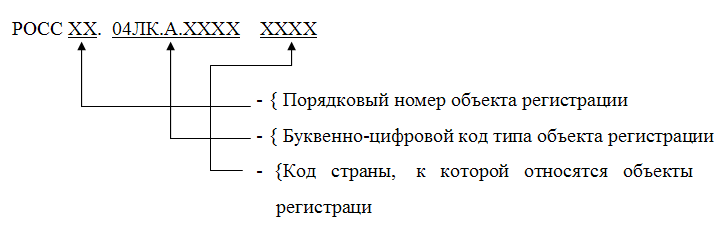 РОСС ХХ. 04ЛК.А.ХХХХ ХХХХ
- { Порядковый номер объекта регистрации
- { Буквенно-цифровой код типа объекта регистрации
- {Код страны, к которой относятся объекты
регистраци